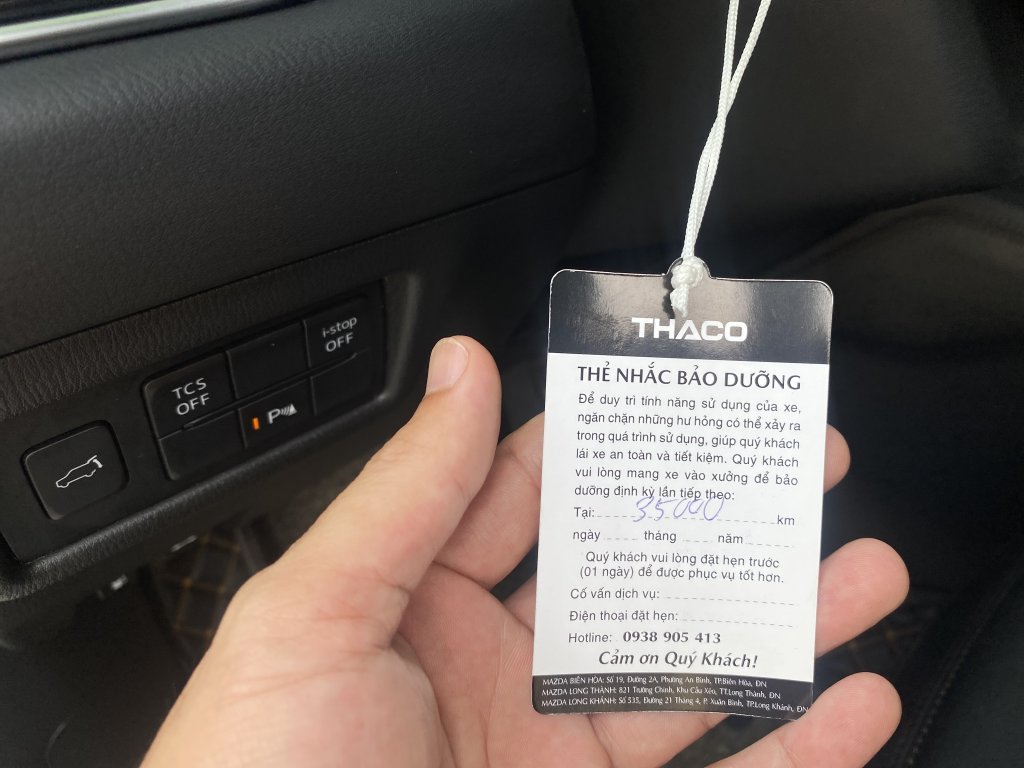 TCS
OFF
i-stop
OFF
P
THACO
THẺ NHẮC BẢO DƯỠNG
Để duy trì tính năng sử dụng của xe,
ngăn chặn những hư hỏng có thể xảy ra
trong quá trình sử dụng, giúp quý khách
lái xe an toàn và tiết kiệm. Quý khách
vui lòng mang xe vào xưởng để bảo
dưỡng định kỳ lần tiếp theo:
Tại: 35000 km
ngày tháng năm
Quý khách vui lòng đặt hẹn trước
(01 ngày) để được phục vụ tốt hơn.
Cố vấn dịch vụ:
Điện thoại đặt hẹn:
Hotline: 0938 905 413
Cảm ơn Quý Khách!
MAZDA BIÊN HÒA: Số 19, Đường 2A, Phường An Bình, TP.Biên Hòa, ĐN
MAZDA LONG THÀNH: 821 Trường Chinh, Khu Cầu Xéo, TT.Long Thành, ĐN
MAZDA LONG KHÁNH: Số 535, Đường 21 Tháng 4, P. Xuân Bình, TP.Long Khánh, ĐN